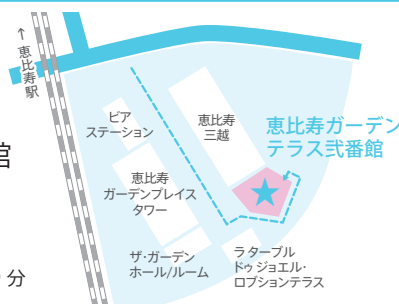 ↑恵比寿駅
ビア
ステーション
恵比寿
三越
恵比寿ガーデン
テラス弐番館
館
恵比寿
ガーデンプレイス
タワー
ザ・ガーデン
ホール/ルーム
ラ ターブル
ドゥ ジョエル・
ロブションテラス
分